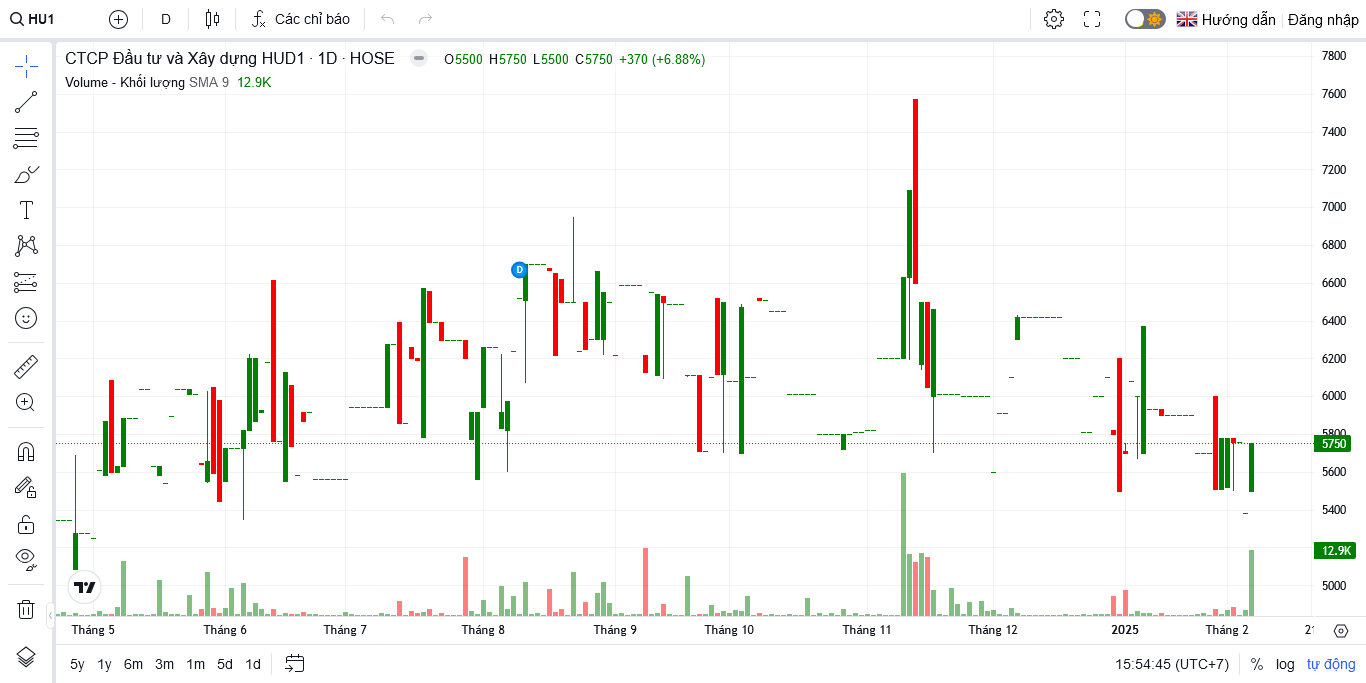 HU1 D Các chỉ báo Hướng dẫn Đăng nhập
CTCP Đầu tư và Xây dựng HUD1 · 1D · HOSE O5500 H5750 L5500 C5750 +370 (+6.88%)
Volume - Khối lượng SMA 9 12.9K
7800
7600
7400
7200
7000
6800
6600
6400
6200
6000
5800
5750
5600
5400
12.9K
5000
D
Tháng 5 Tháng 6 Tháng 7 Tháng 8 Tháng 9 Tháng 10 Tháng 11 Tháng 12 2025 Tháng 2
5y 1y 6m 3m 1m 5d 1d 15:54:45 (UTC+7) % log tự động